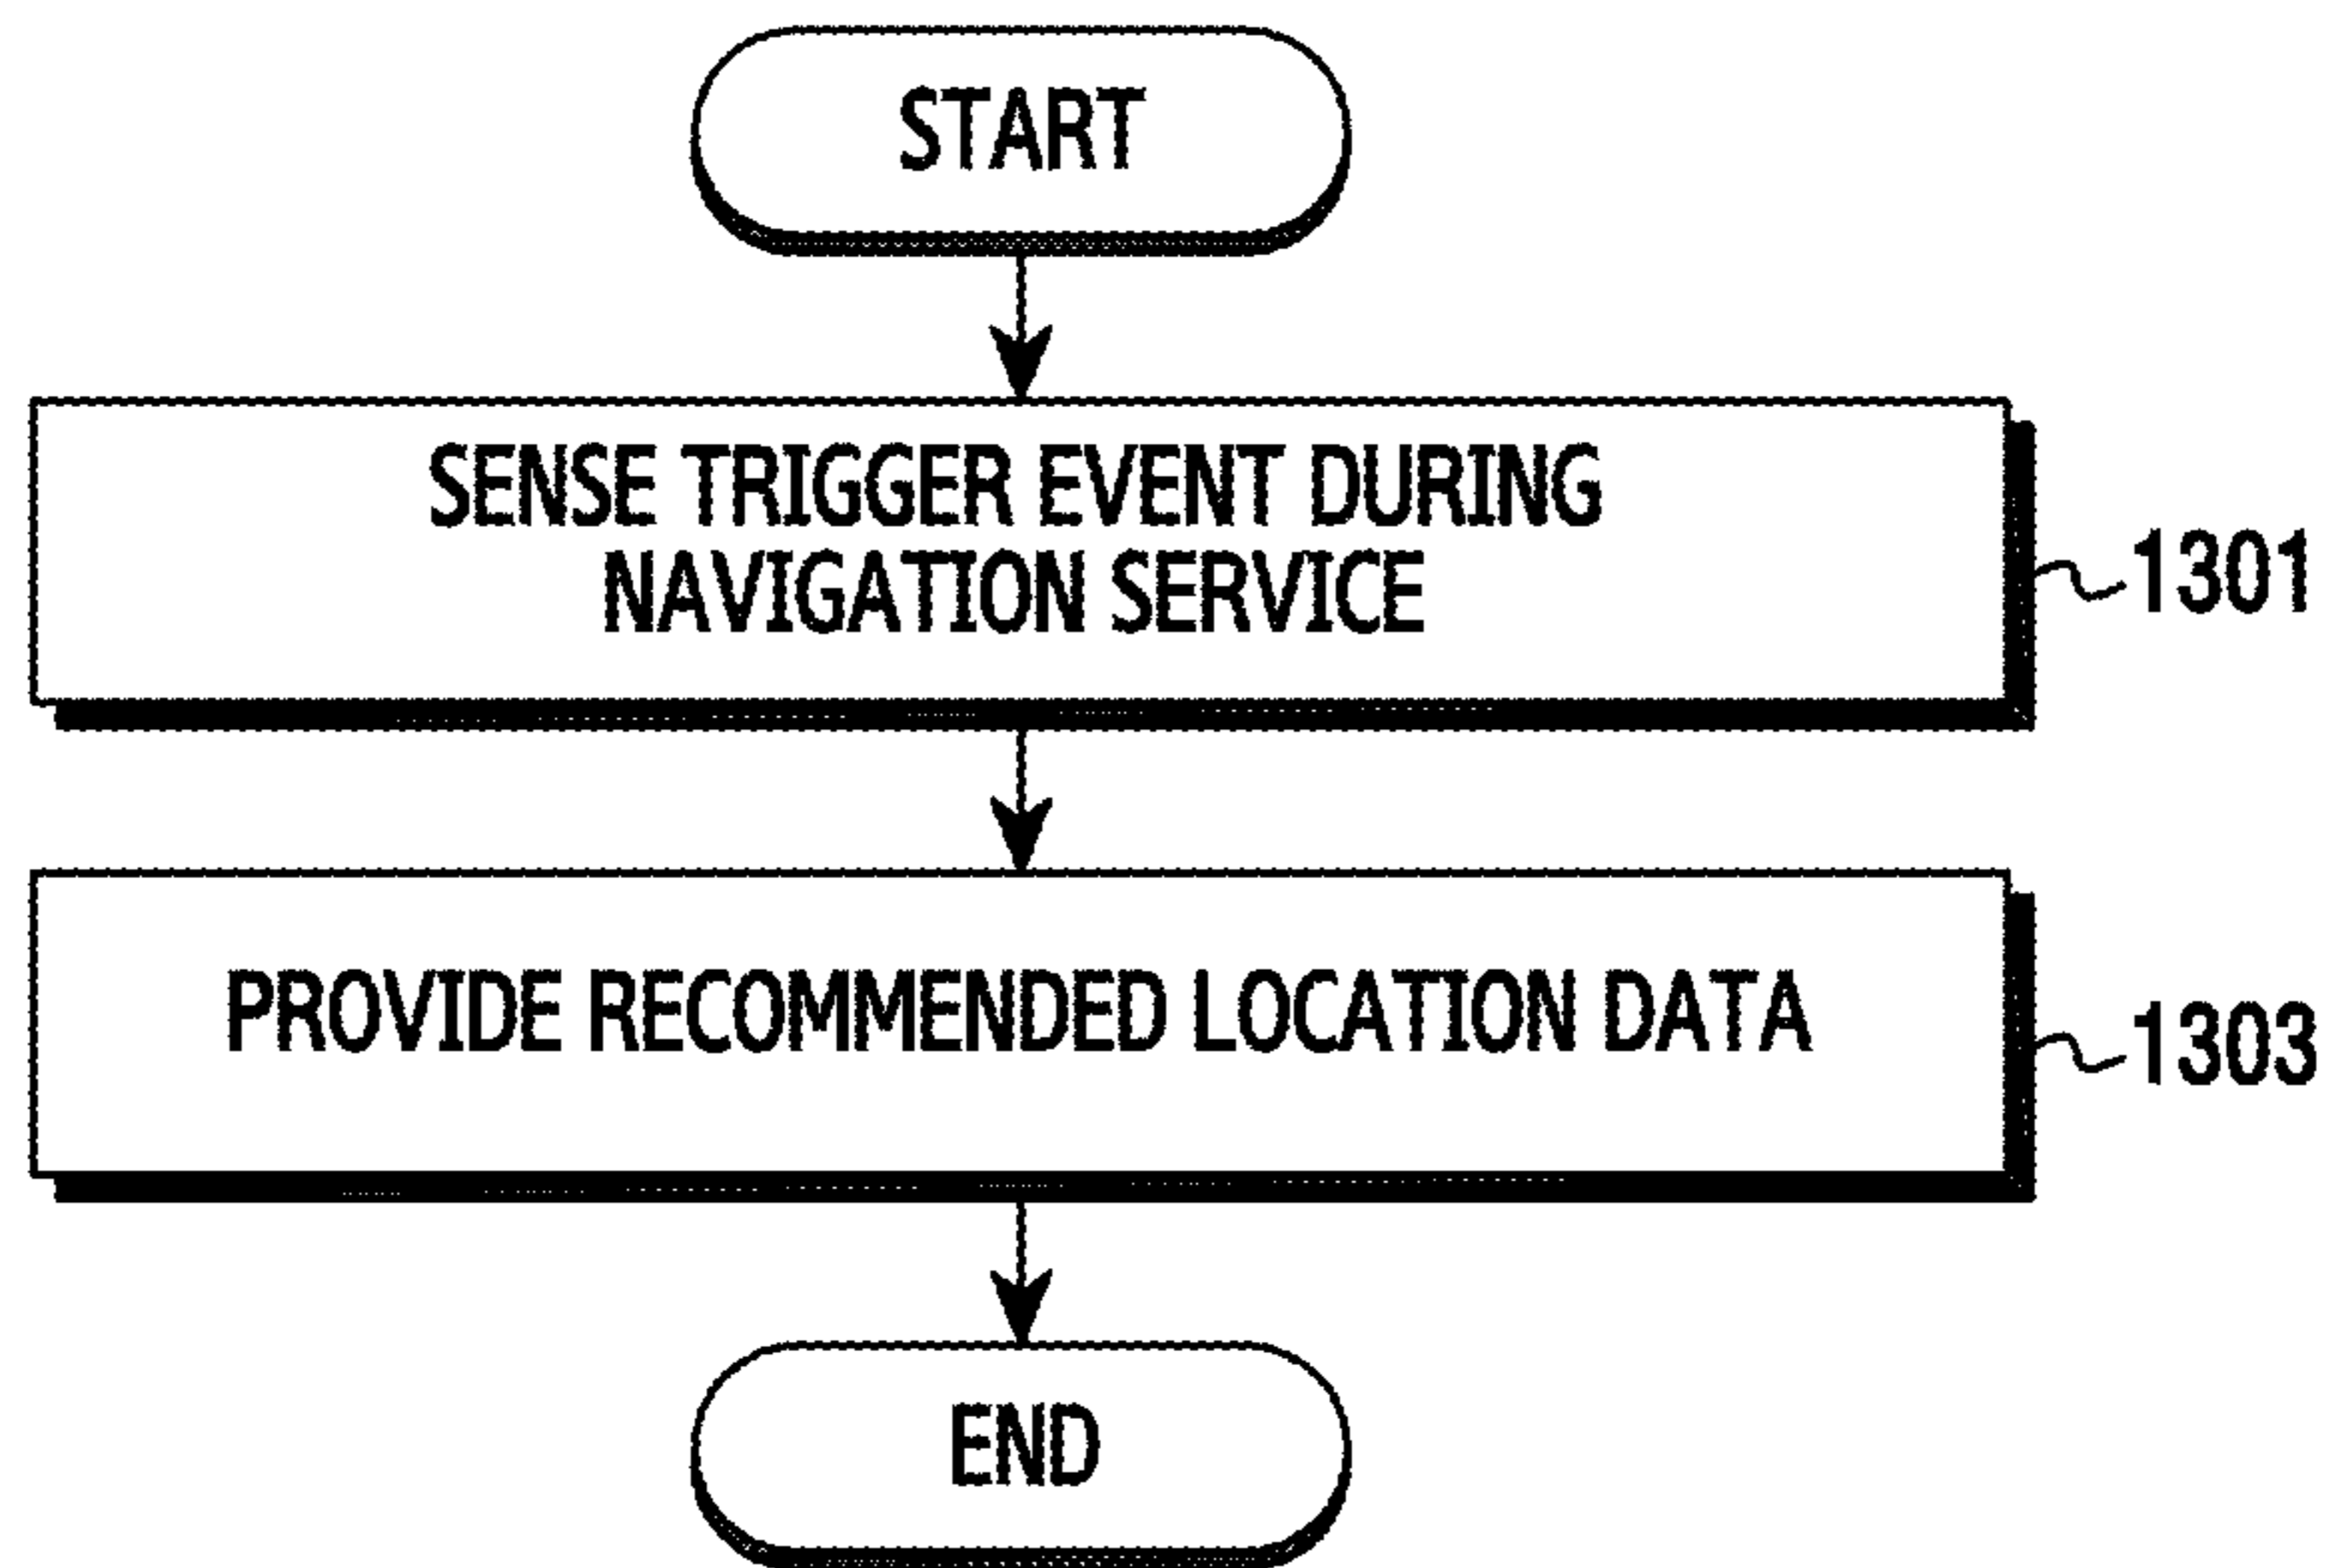 START
SENSE TRIGGER EVENT DURING
NAVIGATION SERVICE
1301
PROVIDE RECOMMENDED LOCATION DATA
1303
END